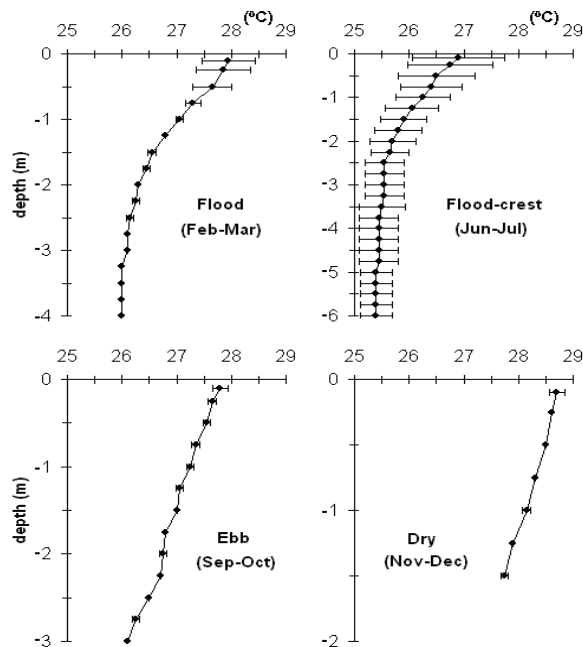 (ºC)
25 26 27 28 29
0
-1
-2
-3
-4
depth (m)
Flood
(Feb-Mar)
(ºC)
25 26 27 28 29
0
-1
-2
-3
-4
-5
-6
Flood-crest
(Jun-Jul)
25 26 27 28 29
0
-1
-2
-3
depth (m)
Ebb
(Sep-Oct)
25 26 27 28 29
0
-1
-2
Dry
(Nov-Dec)